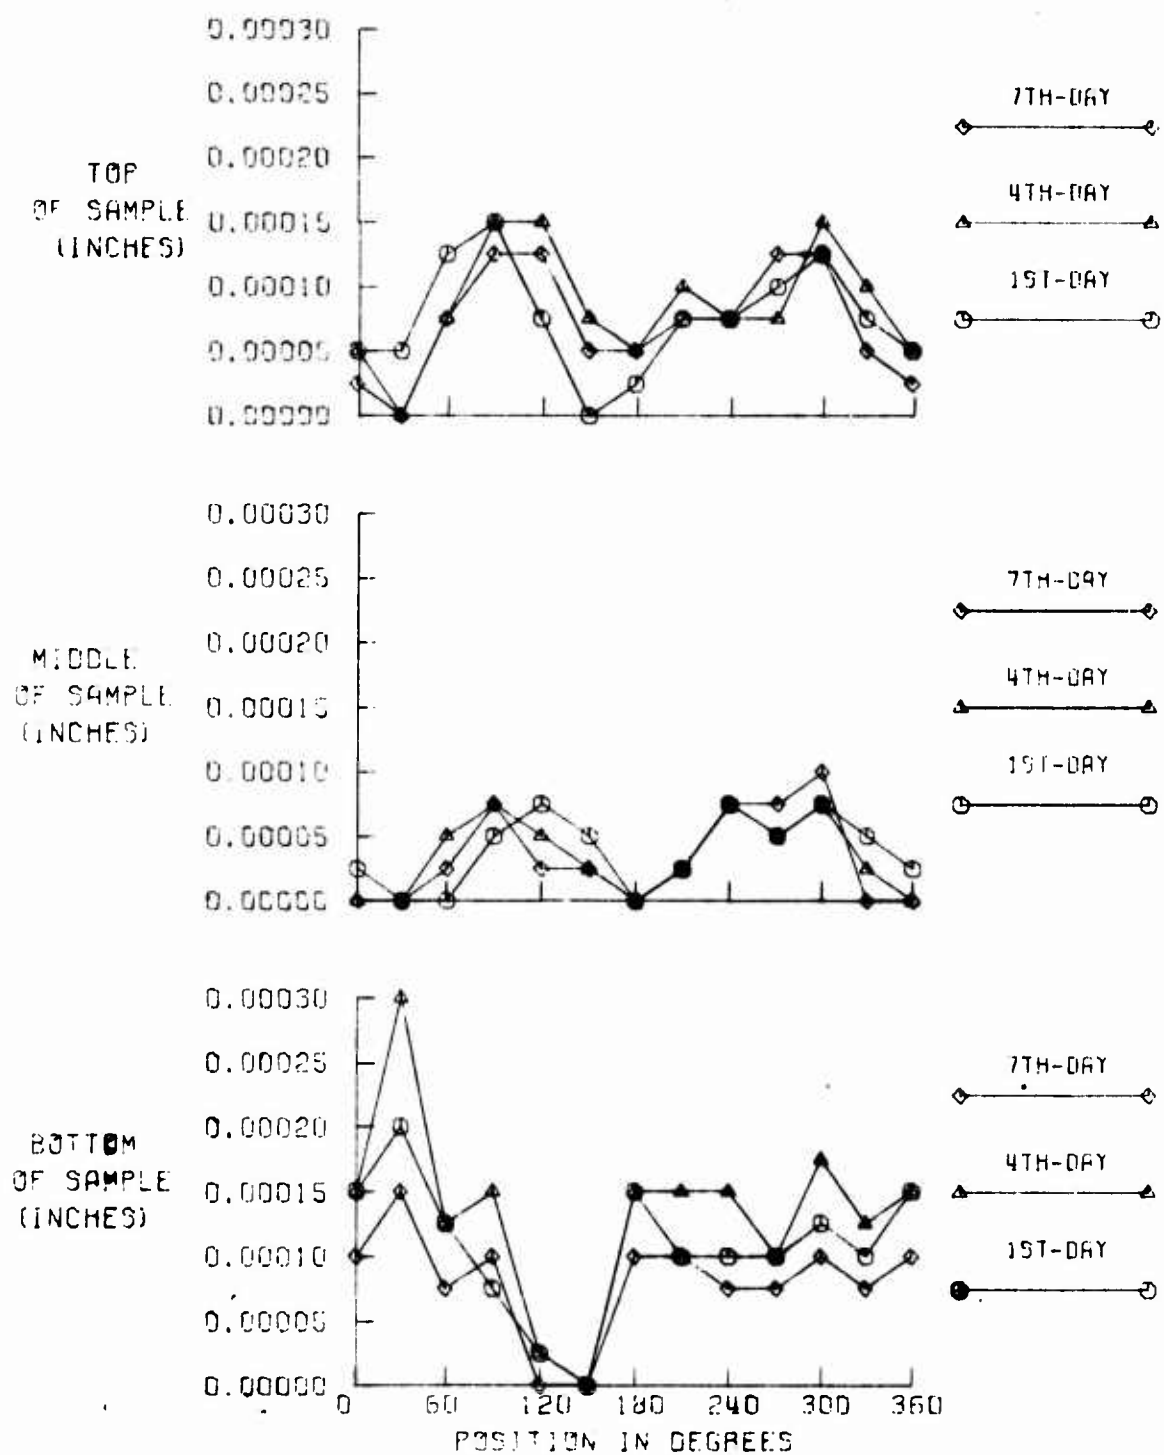 0.00030
0.00025
0.00020
0.00015
0.00010
0.00005
0.00000
TOP
OF SAMPLE
(INCHES)
7TH-DAY
4TH-DAY
1ST-DAY
0.00030
0.00025
0.00020
0.00015
0.00010
0.00005
0.00000
MIDDLE
OF SAMPLE
(INCHES)
7TH-DAY
4TH-DAY
1ST-DAY
0.00030
0.00025
0.00020
0.00015
0.00010
0.00005
0.00000
BOTTOM
OF SAMPLE
(INCHES)
7TH-DAY
4TH-DAY
1ST-DAY
0 60 120 180 240 300 360
POSITION IN DEGREES